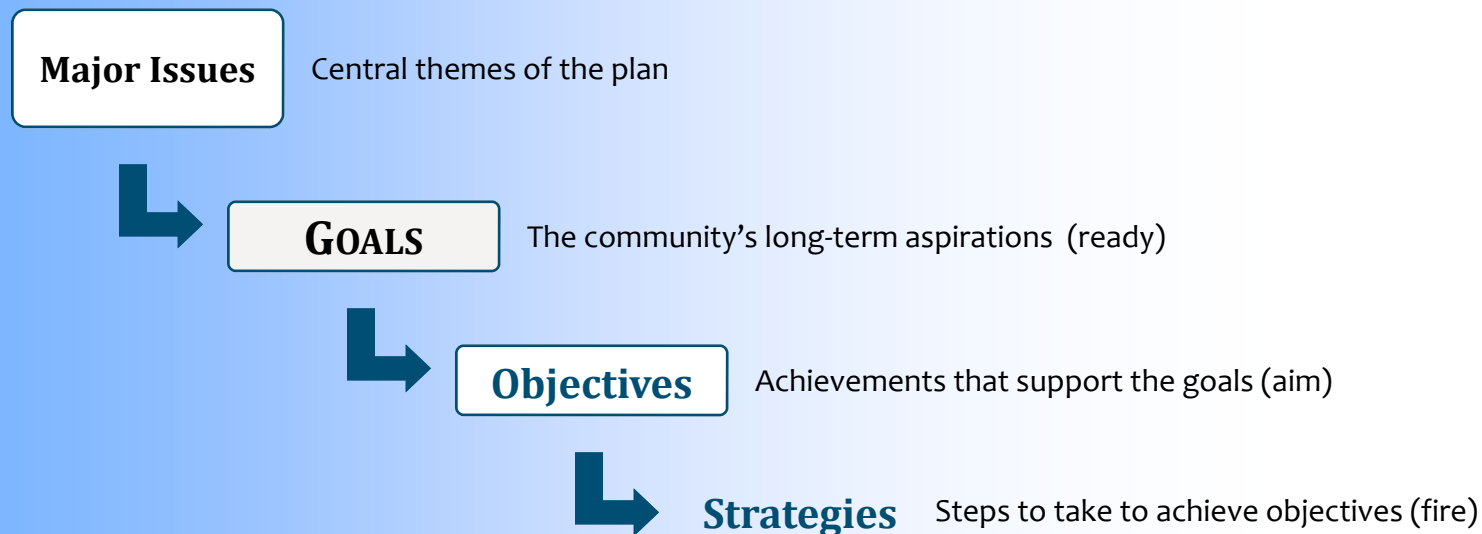 Major Issues Central themes of the plan
GOALS The community’s long-term aspirations (ready)
Objectives Achievements that support the goals (aim)
Strategies Steps to take to achieve objectives (fire)